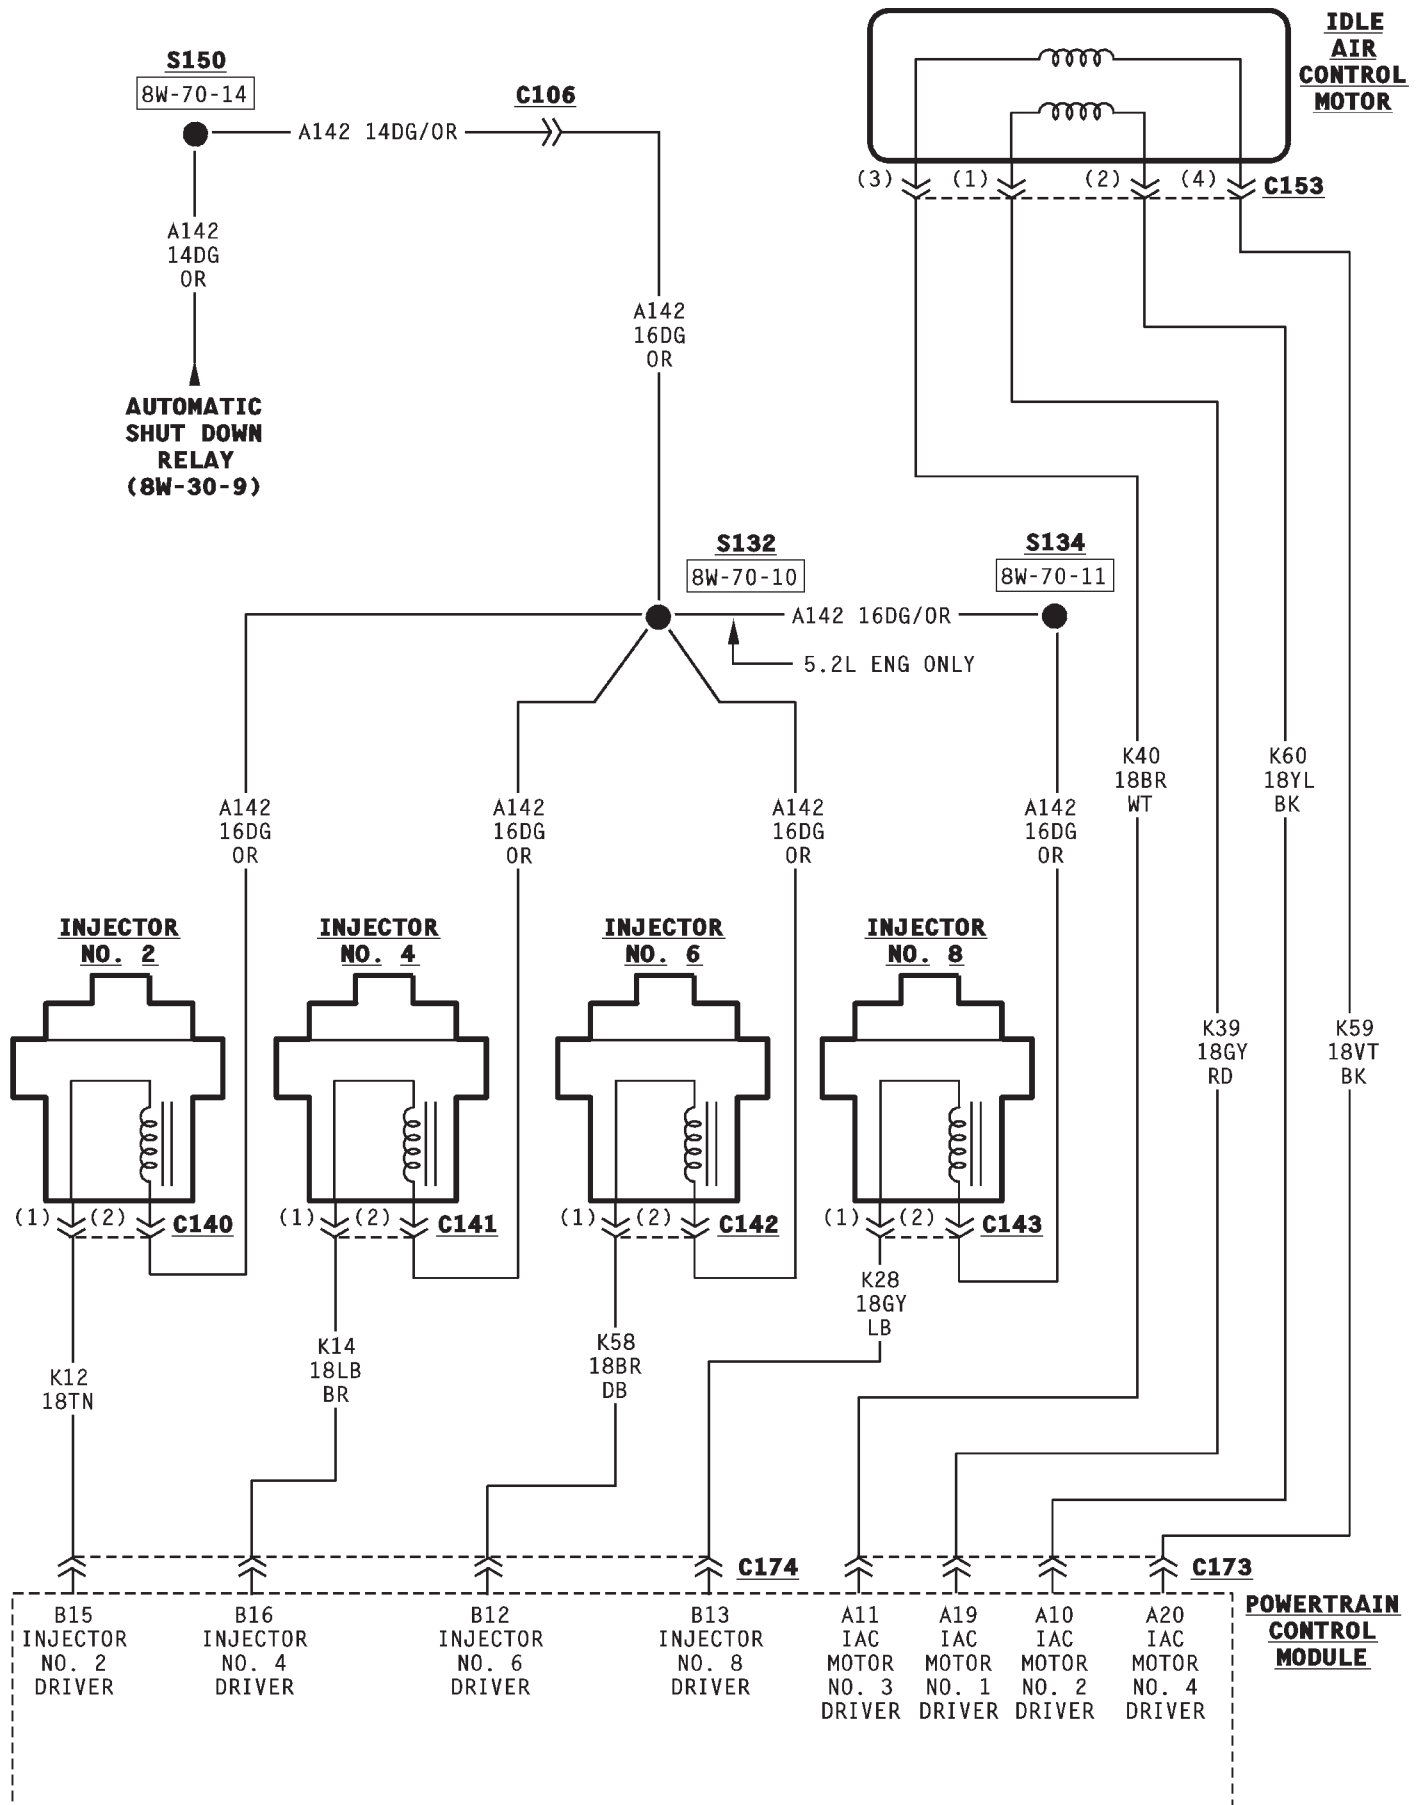 IDLE
AIR
CONTROL
MOTOR
S150
8W-70-14
C106
A142 14DG/OR
(3)
(1)
(2)
(4)
C153
A142
14DG
OR
A142
16DG
OR
AUTOMATIC
SHUT DOWN
RELAY
(8W-30-9)
S132
8W-70-10
S134
8W-70-11
A142 16DG/OR
5.2L ENG ONLY
K40
18BR
WT
K60
18YL
BK
A142
16DG
OR
A142
16DG
OR
A142
16DG
OR
A142
16DG
OR
INJECTOR
NO. 2
INJECTOR
NO. 4
INJECTOR
NO. 6
INJECTOR
NO. 8
K39
18GY
RD
K59
18VT
BK
(1)
(2)
C140
(1)
(2)
C141
(1)
(2)
C142
(1)
(2)
C143
K12
18TN
K14
18LB
BR
K58
18BR
DB
K28
18GY
LB
C174
C173
B15
INJECTOR
NO. 2
DRIVER
B16
INJECTOR
NO. 4
DRIVER
B12
INJECTOR
NO. 6
DRIVER
B13
INJECTOR
NO. 8
DRIVER
A11
IAC
MOTOR
NO. 3
DRIVER
A19
IAC
MOTOR
NO. 1
DRIVER
A10
IAC
MOTOR
NO. 2
DRIVER
A20
IAC
MOTOR
NO. 4
DRIVER
POWERTRAIN
CONTROL
MODULE